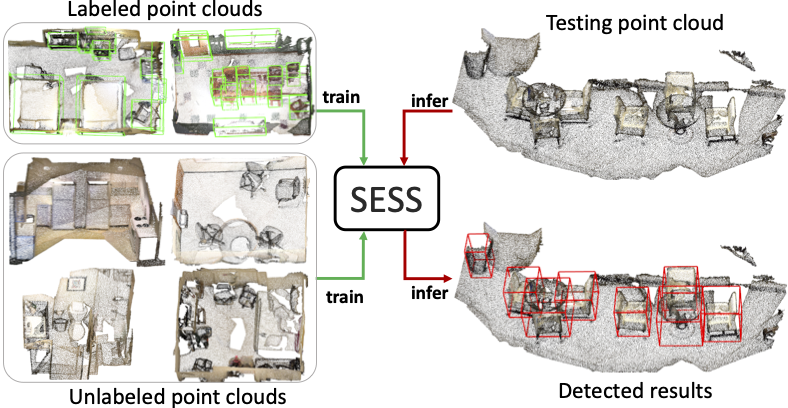 Labeled point clouds
Testing point cloud
train
infer
SESS
train
infer
Unlabeled point clouds
Detected results